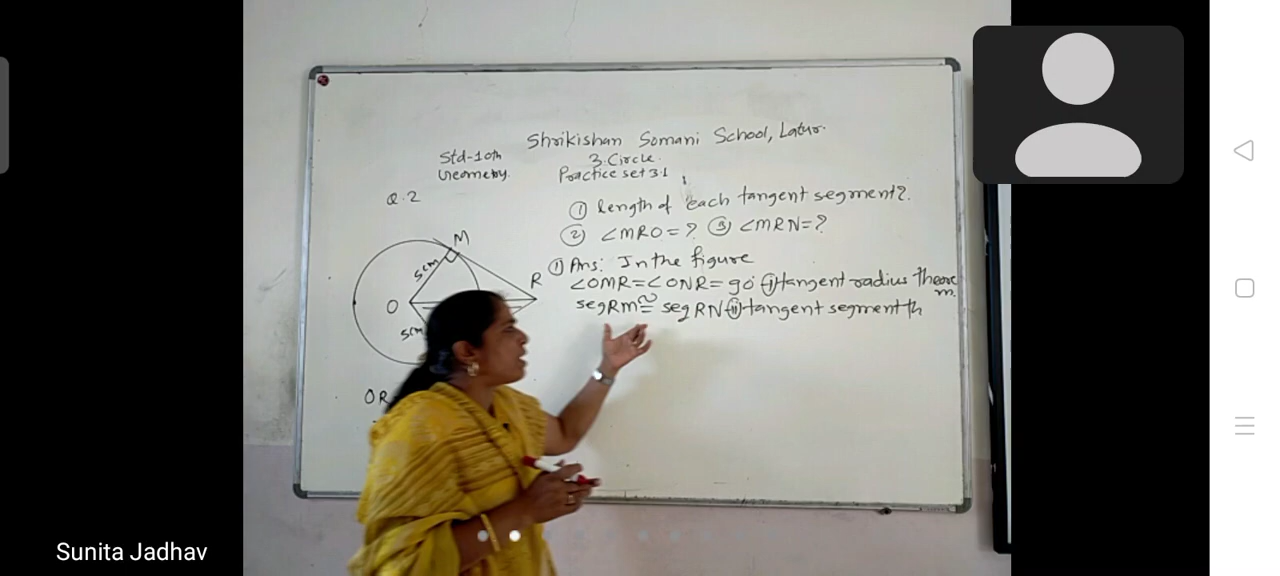 Shrikishan Somani School, Latur.
Std-10th
Geometry.
3. Circle.
Practice set 3.1
Q.2
① length of each tangent segment?
② ∠MRO = ? ③ ∠MRN = ?
① Ans: In the figure
∠OMR = ∠ONR = 90° ⓘ tangent radius theorem.
seg RM ≅ seg RN ⓘⓘ tangent segment th
M
5cm
R
O
5cm
OR
Sunita Jadhav